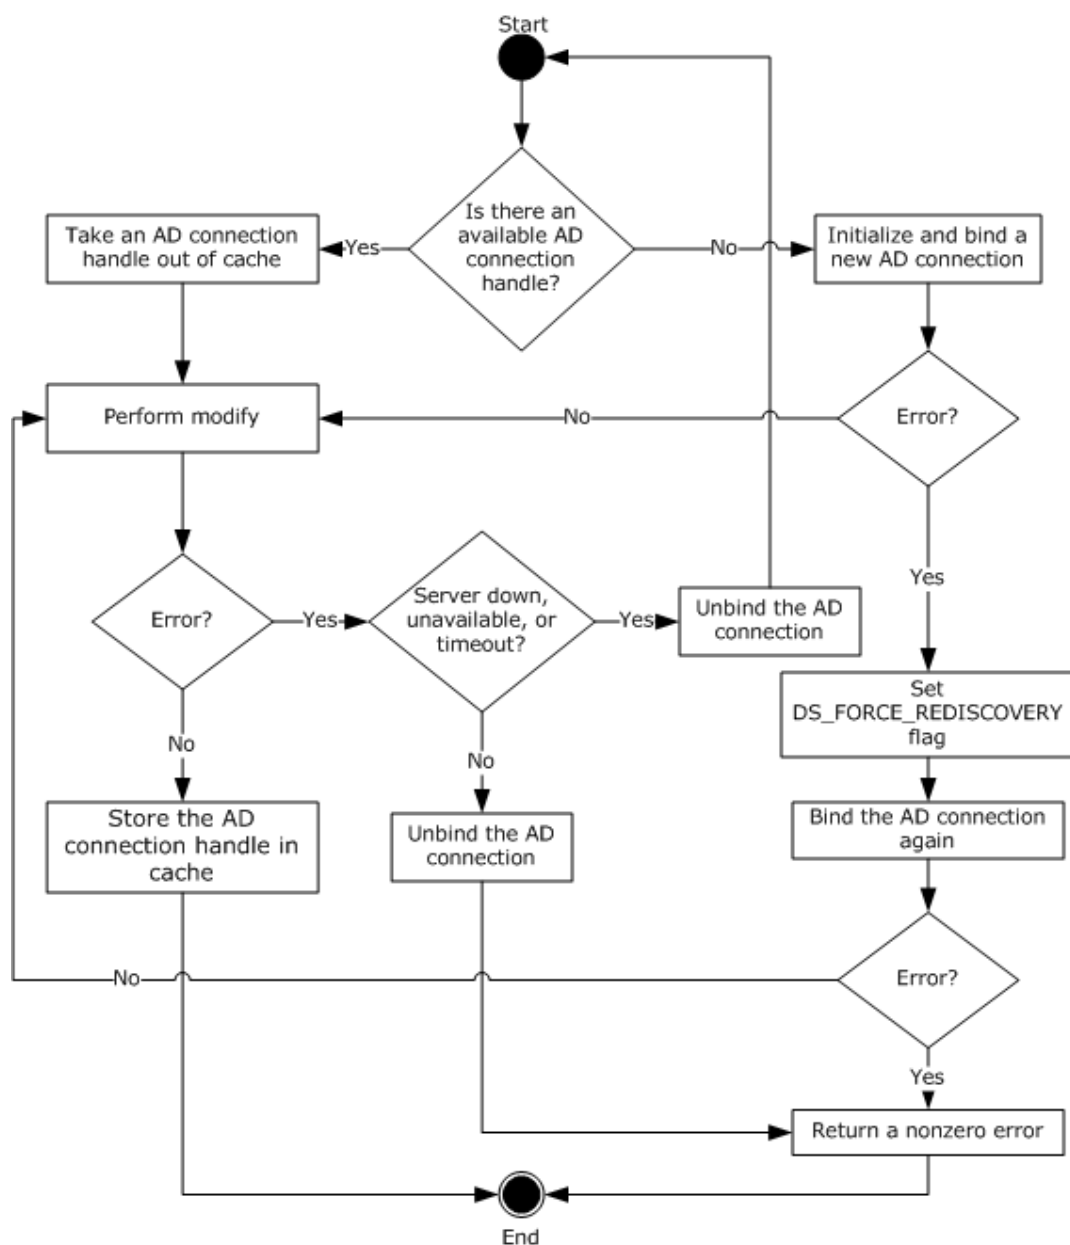 Start
Is there an
available AD
connection
handle?
Yes
No
Take an AD connection
handle out of cache
Initialize and bind a
new AD connection
Perform modify
No
Error?
Error?
Yes
Server down,
unavailable, or
timeout?
Yes
Unbind the AD
connection
Yes
Set
DS_FORCE_REDISCOVERY
flag
No
No
Store the AD
connection handle in
cache
Unbind the AD
connection
Bind the AD connection
again
No
Error?
Yes
Return a nonzero error
End